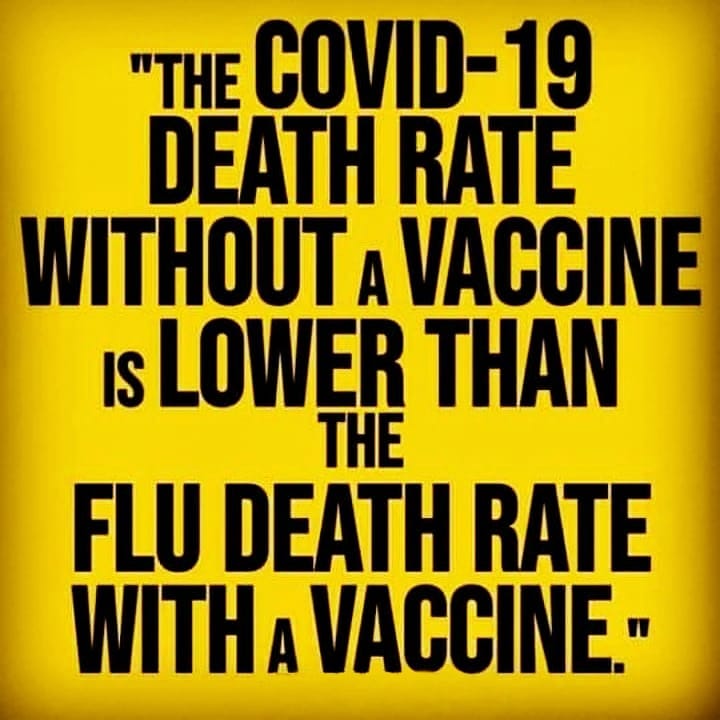 "THE COVID-19
DEATH RATE
WITHOUT A VACCINE
IS LOWER THAN
THE
FLU DEATH RATE
WITH A VACCINE."